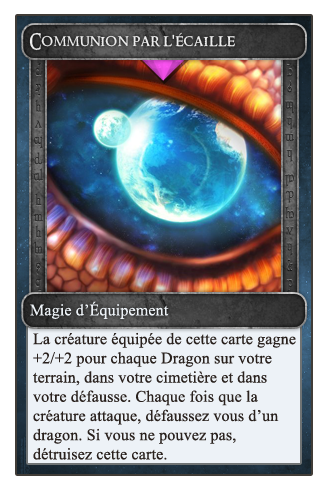 COMMUNION PAR L'ÉCAILLE
Magie d'Équipement
La créature équipée de cette carte gagne
+2/+2 pour chaque Dragon sur votre
terrain, dans votre cimetière et dans
votre défausse. Chaque fois que la
créature attaque, défaussez vous d'un
dragon. Si vous ne pouvez pas,
détruisez cette carte.